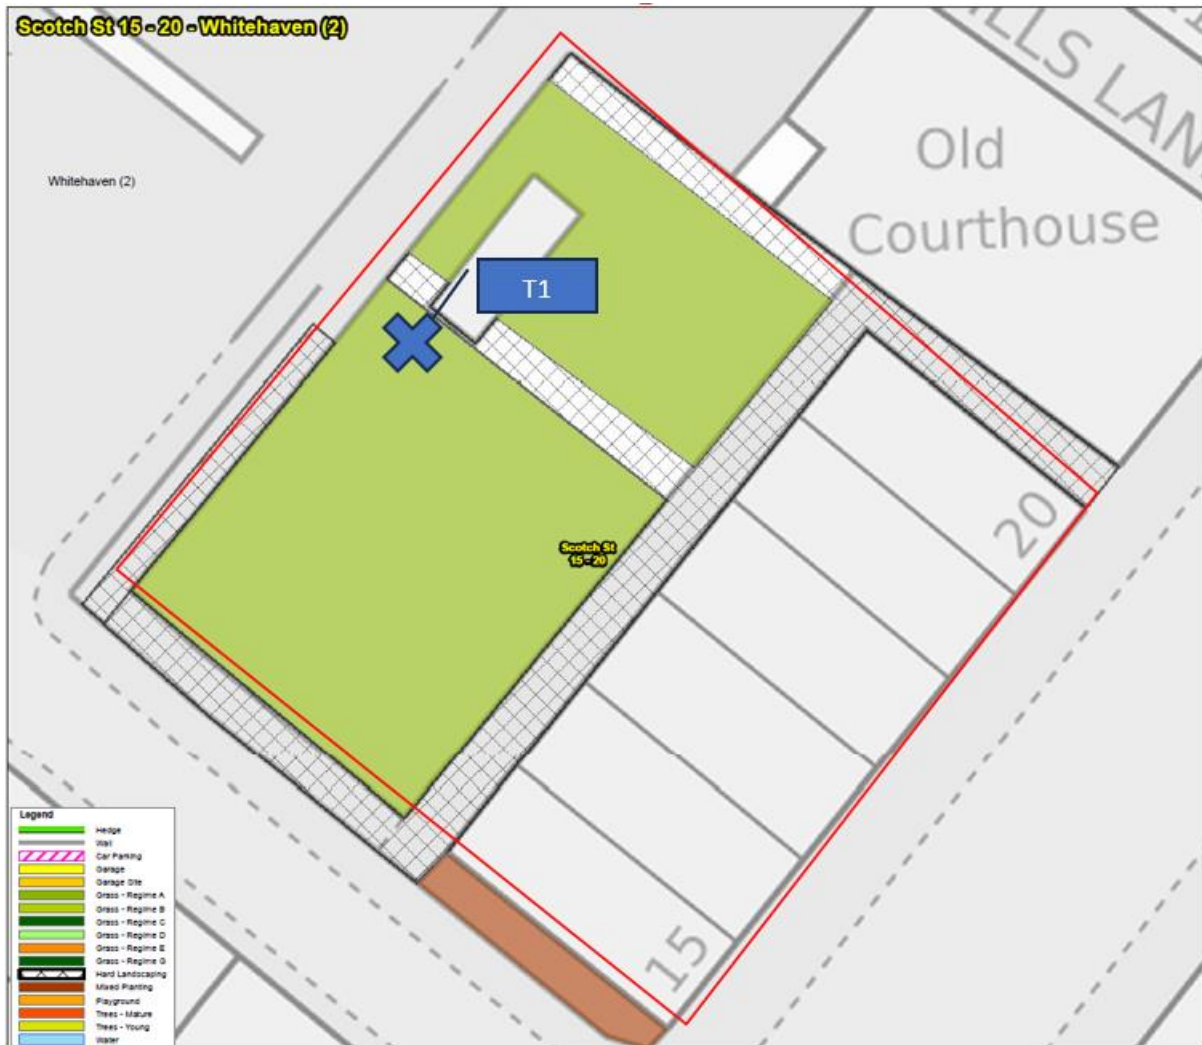 Scotch St 15 - 20 - Whitehaven (2)
ILLS LAN
Whitehaven (2)
Old
Courthouse
T1
20
Scotch St
15 - 20
15
Legend
Hedge
Wall
Car Parking
Garage
Garage Site
Grass - Regime A
Grass - Regime B
Grass - Regime C
Grass - Regime D
Grass - Regime E
Grass - Regime G
Hard Landscaping
Mixed Planting
Playground
Trees - Mature
Trees - Young
Water